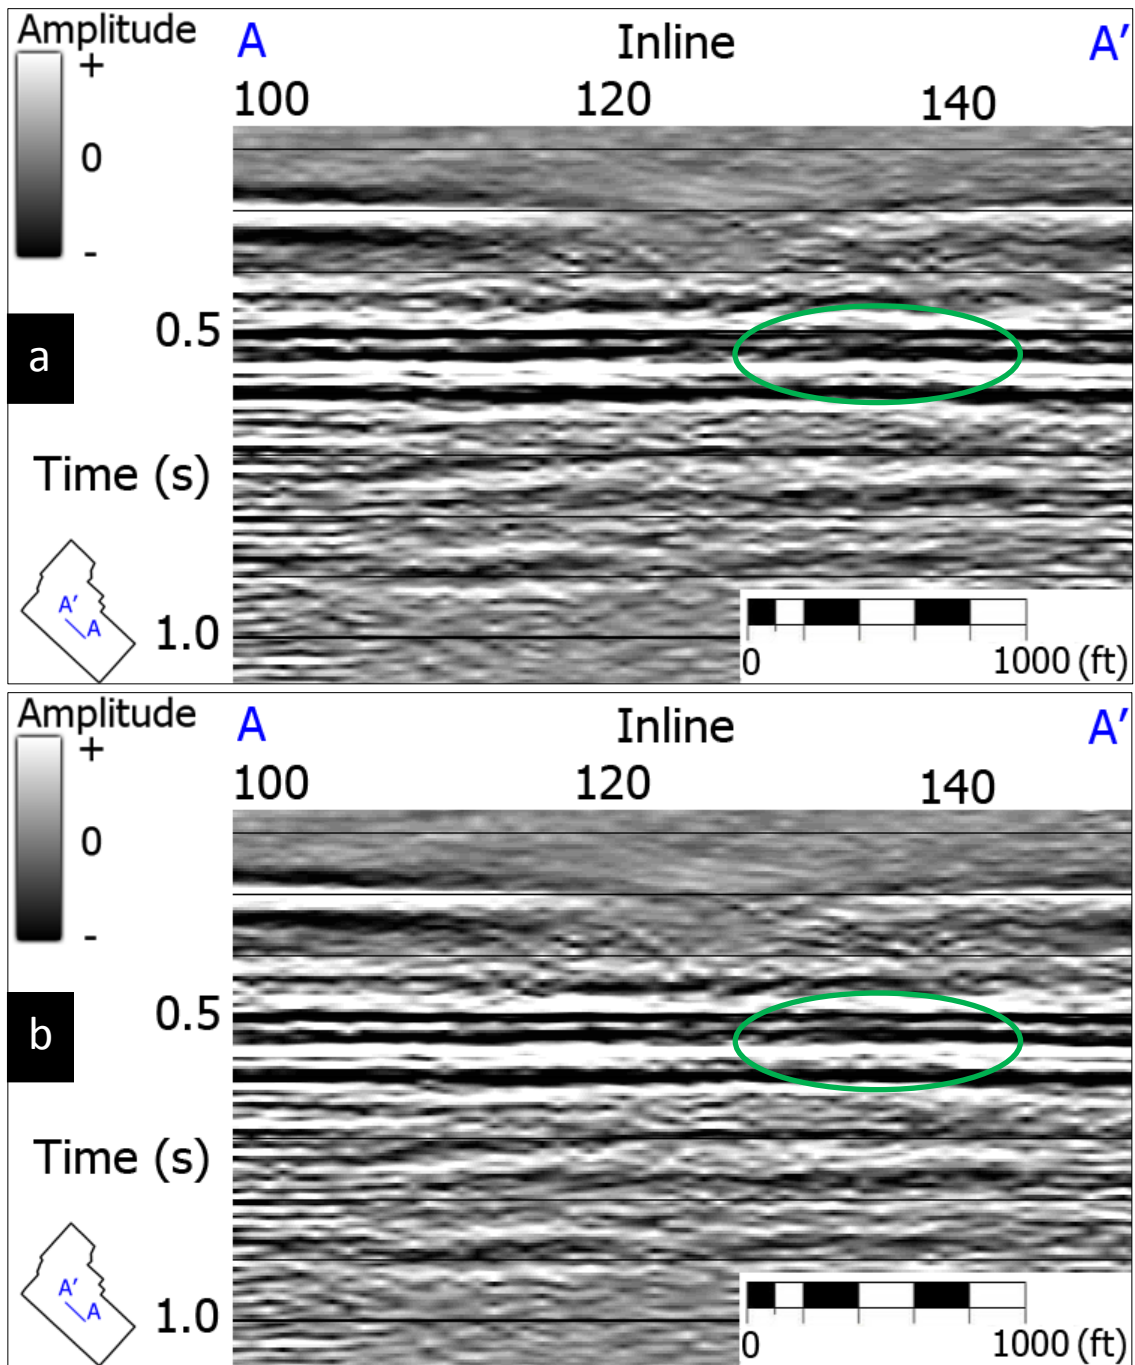 Amplitude
A Inline A'
+
100 120 140
0
-
0.5
a
Time (s)
A'
A
1.0
0 1000 (ft)
Amplitude
A Inline A'
+
100 120 140
0
-
0.5
b
Time (s)
A'
A
1.0
0 1000 (ft)